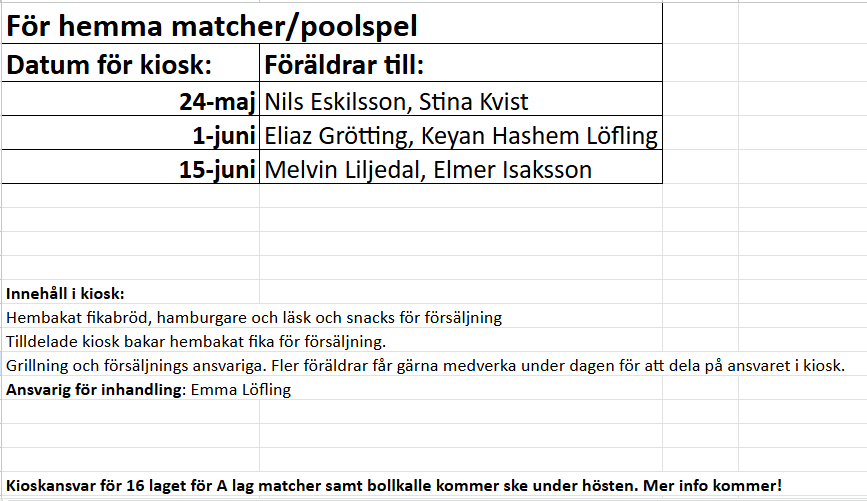 För hemma matcher/poolspel
Datum för kiosk: Föräldrar till:
24-maj Nils Eskilsson, Stina Kvist
1-juni Eliaz Grötting, Keyan Hashem Löfling
15-juni Melvin Liljedal, Elmer Isaksson
Innehåll i kiosk:
Hembakat fikabröd, hamburgare och läsk och snacks för försäljning
Tilldelade kiosk bakar hembakat fika för försäljning.
Grillning och försäljnings ansvariga. Fler föräldrar får gärna medverka under dagen för att dela på ansvaret i kiosk.
Ansvarig för inhandling: Emma Löfling
Kioskansvar för 16 laget för A lag matcher samt bollkalle kommer ske under hösten. Mer info kommer!